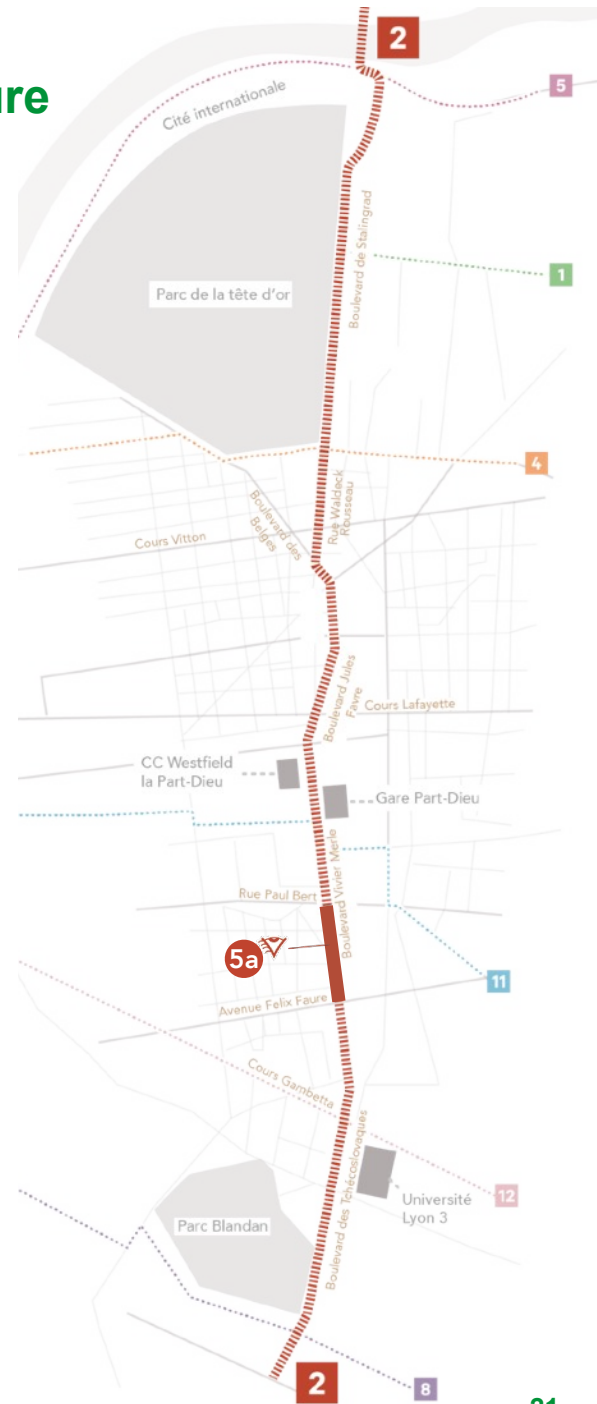 2
ure
5
Cité internationale
Boulevard de Stalingrad
1
Parc de la tête d'or
4
Rue Waldeck
Rousseau
Boulevard des
Belges
Cours Vitton
Boulevard Jules
Favre
Cours Lafayette
CC Westfield
la Part-Dieu
Gare Part-Dieu
Boulevard Vivier Merle
Rue Paul Bert
5a
11
Avenue Felix Faure
Cours Gambetta
Boulevard des Tchécoslovaques
12
Université
Lyon 3
Parc Blandan
2
8